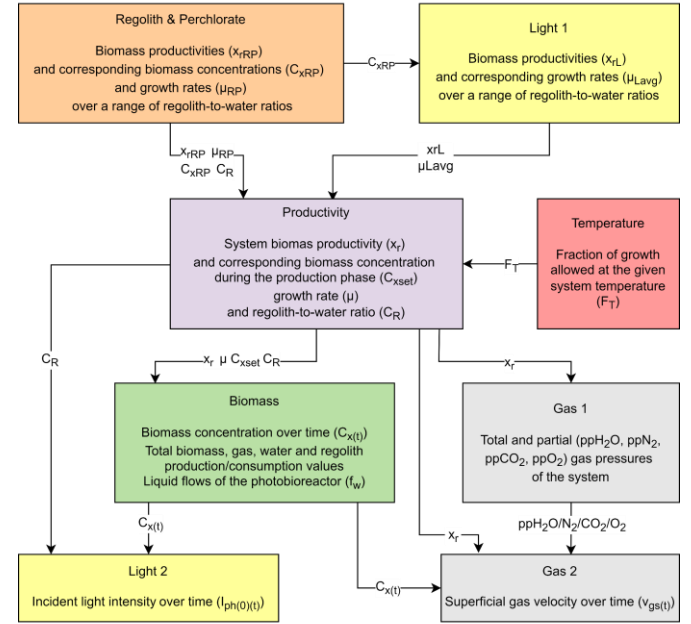 Regolith & Perchlorate
Biomass productivities (xrRP)
and corresponding biomass concentrations (CxRP)
and growth rates (μRP)
over a range of regolith-to-water ratios
CxRP
Light 1
Biomass productivities (xrL)
and corresponding growth rates (μLavg)
over a range of regolith-to-water ratios
xrRP μRP
CxRP CR
xrL
μLavg
Productivity
System biomas productivity (xr)
and corresponding biomass concentration
during the production phase (Cxset)
growth rate (μ)
and regolith-to-water ratio (CR)
FT
Temperature
Fraction of growth
allowed at the given
system temperature
(FT)
CR
xr μ Cxset CR
xr
Biomass
Biomass concentration over time (Cx(t))
Total biomass, gas, water and regolith
production/consumption values
Liquid flows of the photobioreactor (fw)
Gas 1
Total and partial (ppH2O, ppN2,
ppCO2, ppO2) gas pressures
of the system
Cx(t)
xr
ppH2O/N2/CO2/O2
Light 2
Incident light intensity over time (Iph(0)(t))
Cx(t)
Gas 2
Superficial gas velocity over time (vgs(t))